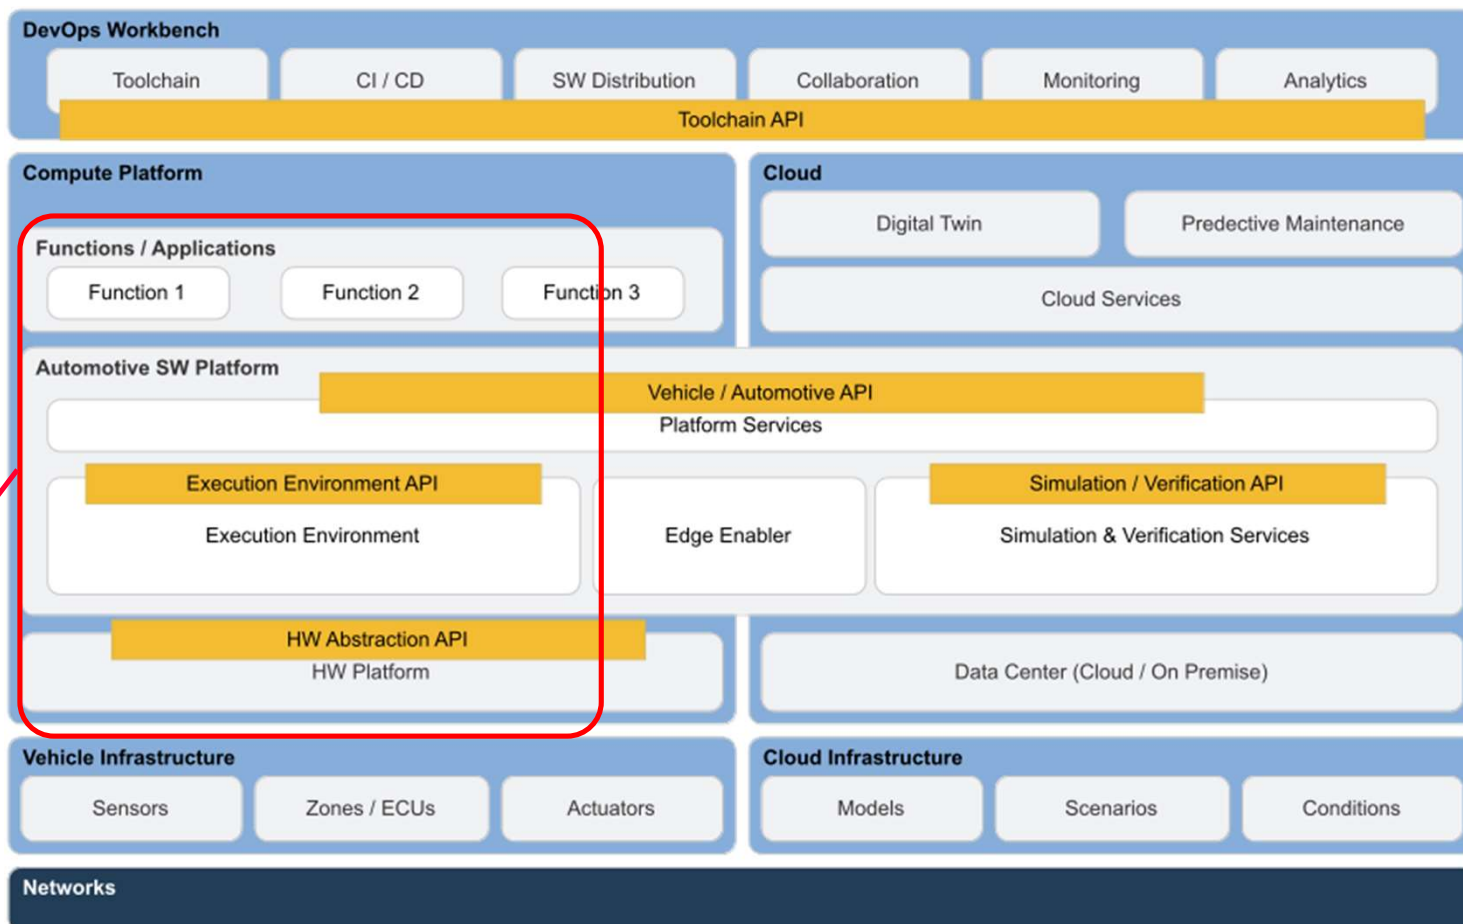 DevOps Workbench
Toolchain
CI / CD
SW Distribution
Collaboration
Monitoring
Analytics
Toolchain API
Compute Platform
Functions / Applications
Function 1
Function 2
Function 3
Cloud
Digital Twin
Predective Maintenance
Cloud Services
Automotive SW Platform
Vehicle / Automotive API
Platform Services
Execution Environment API
Execution Environment
Edge Enabler
Simulation / Verification API
Simulation & Verification Services
HW Abstraction API
HW Platform
Data Center (Cloud / On Premise)
Vehicle Infrastructure
Sensors
Zones / ECUs
Actuators
Cloud Infrastructure
Models
Scenarios
Conditions
Networks